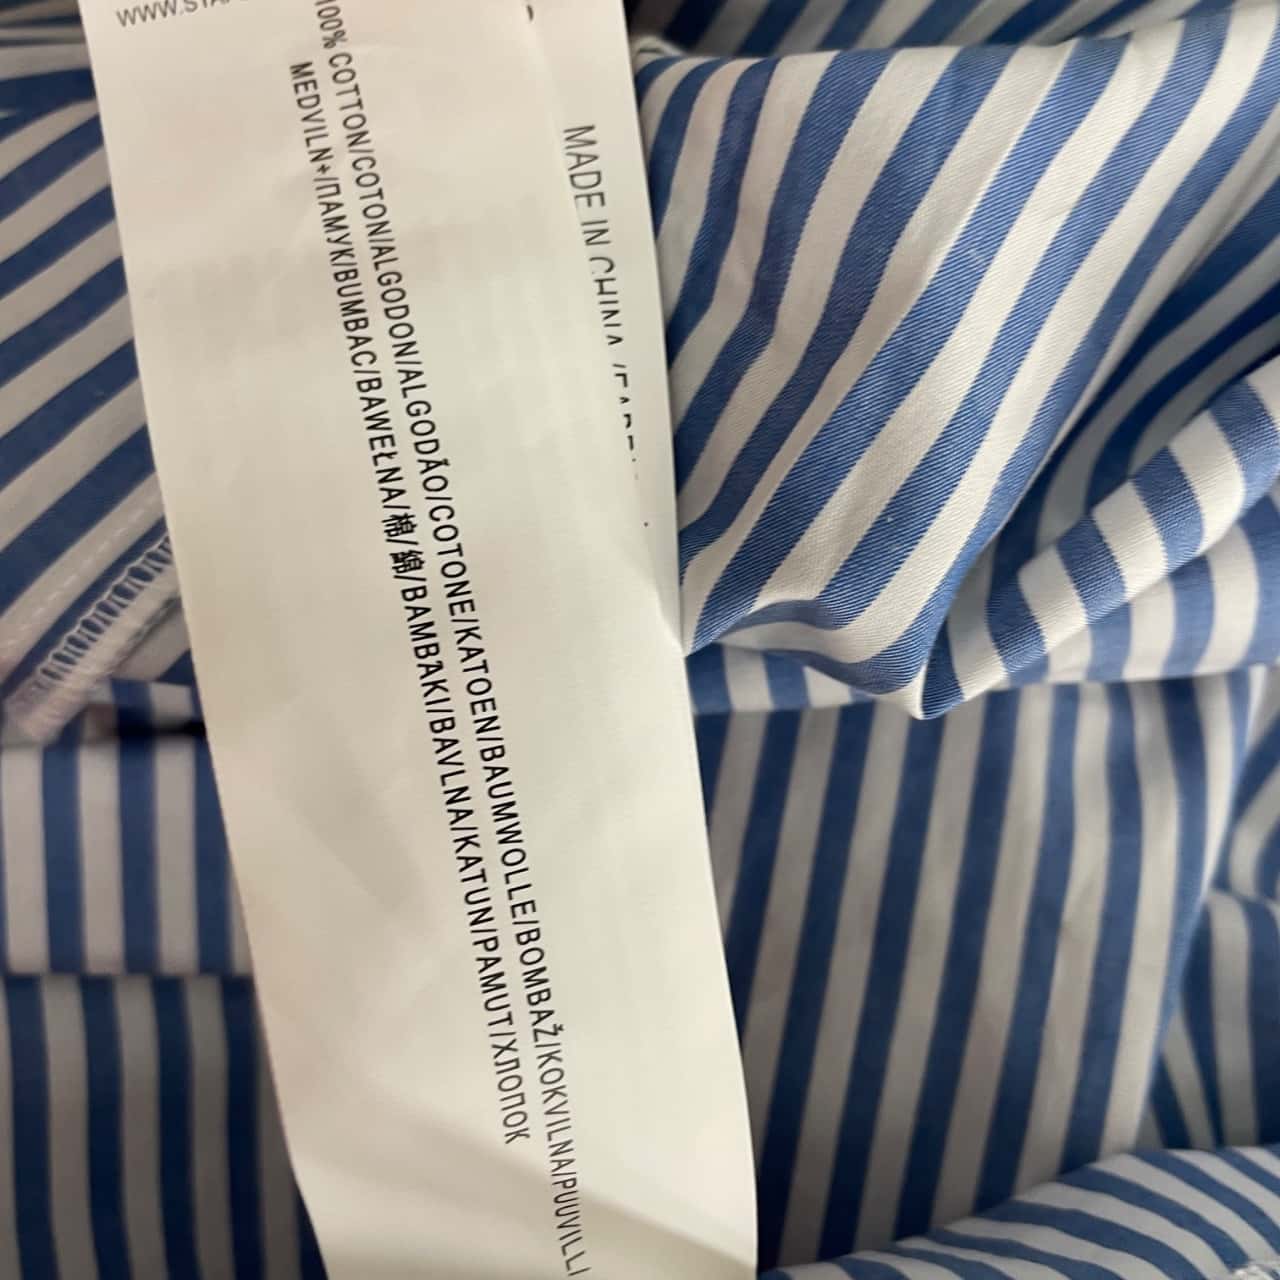 100% COTTON/COTON/ALGODON/ALGODÃO/COTONE/KATOEN/BAUMWOLLE/BOMBAŽ/KOKVILNA/PUUVILLI
MEDVILN+/ПАМУК/BUMBAC/BAWEŁNA/棉/綿/BAMBAKI/BAVLNA/KATUN/PAMUT/ХЛОПОК
MADE IN CHINA